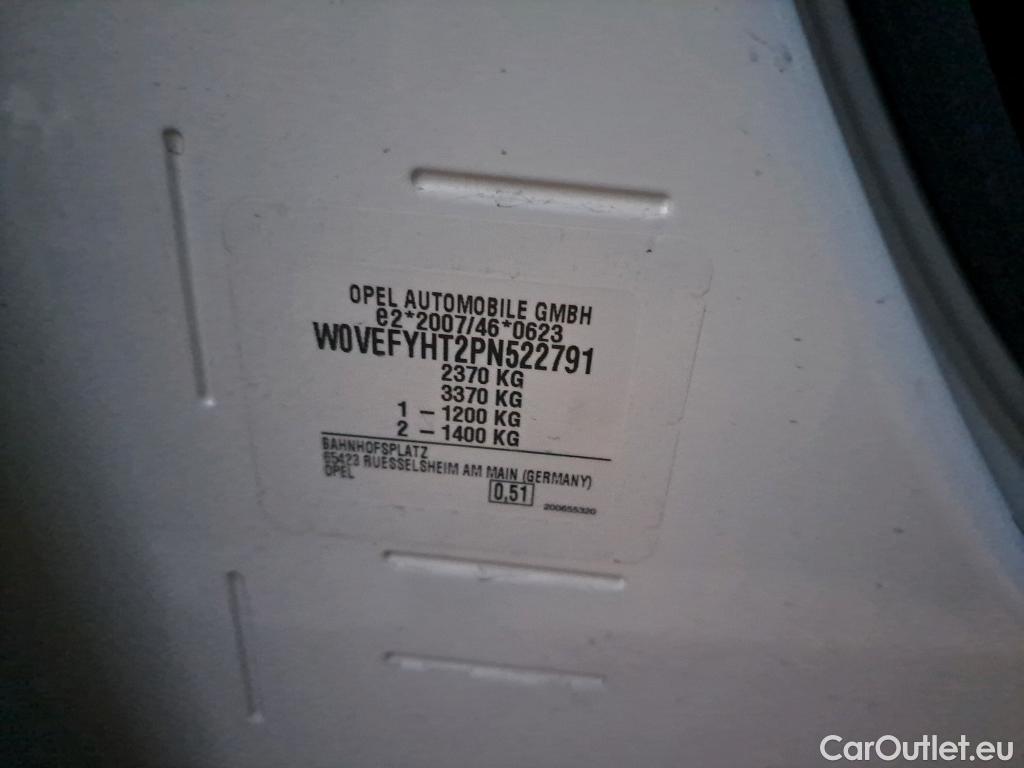 OPEL AUTOMOBILE GMBH
e2*2007/46*0623
W0VEFYHT2PN522791
2370 KG
3370 KG
1 - 1200 KG
2 - 1400 KG
BAHNHOFSPLATZ
65423 RUESSELSHEIM AM MAIN (GERMANY)
OPEL
0,51
200655320
CarOutlet.eu